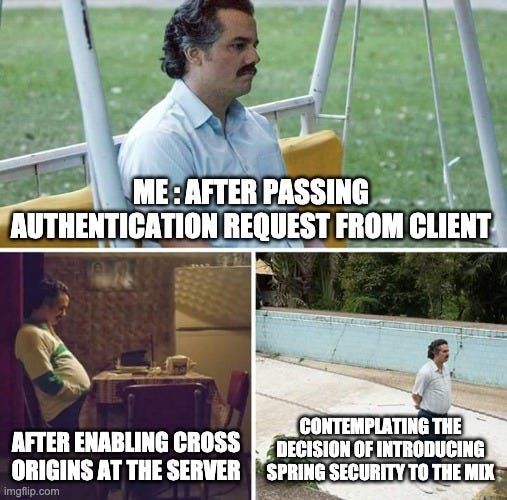 ME : AFTER PASSING
AUTHENTICATION REQUEST FROM CLIENT
AFTER ENABLING CROSS
ORIGINS AT THE SERVER
CONTEMPLATING THE
DECISION OF INTRODUCING
SPRING SECURITY TO THE MIX
imgflip.com